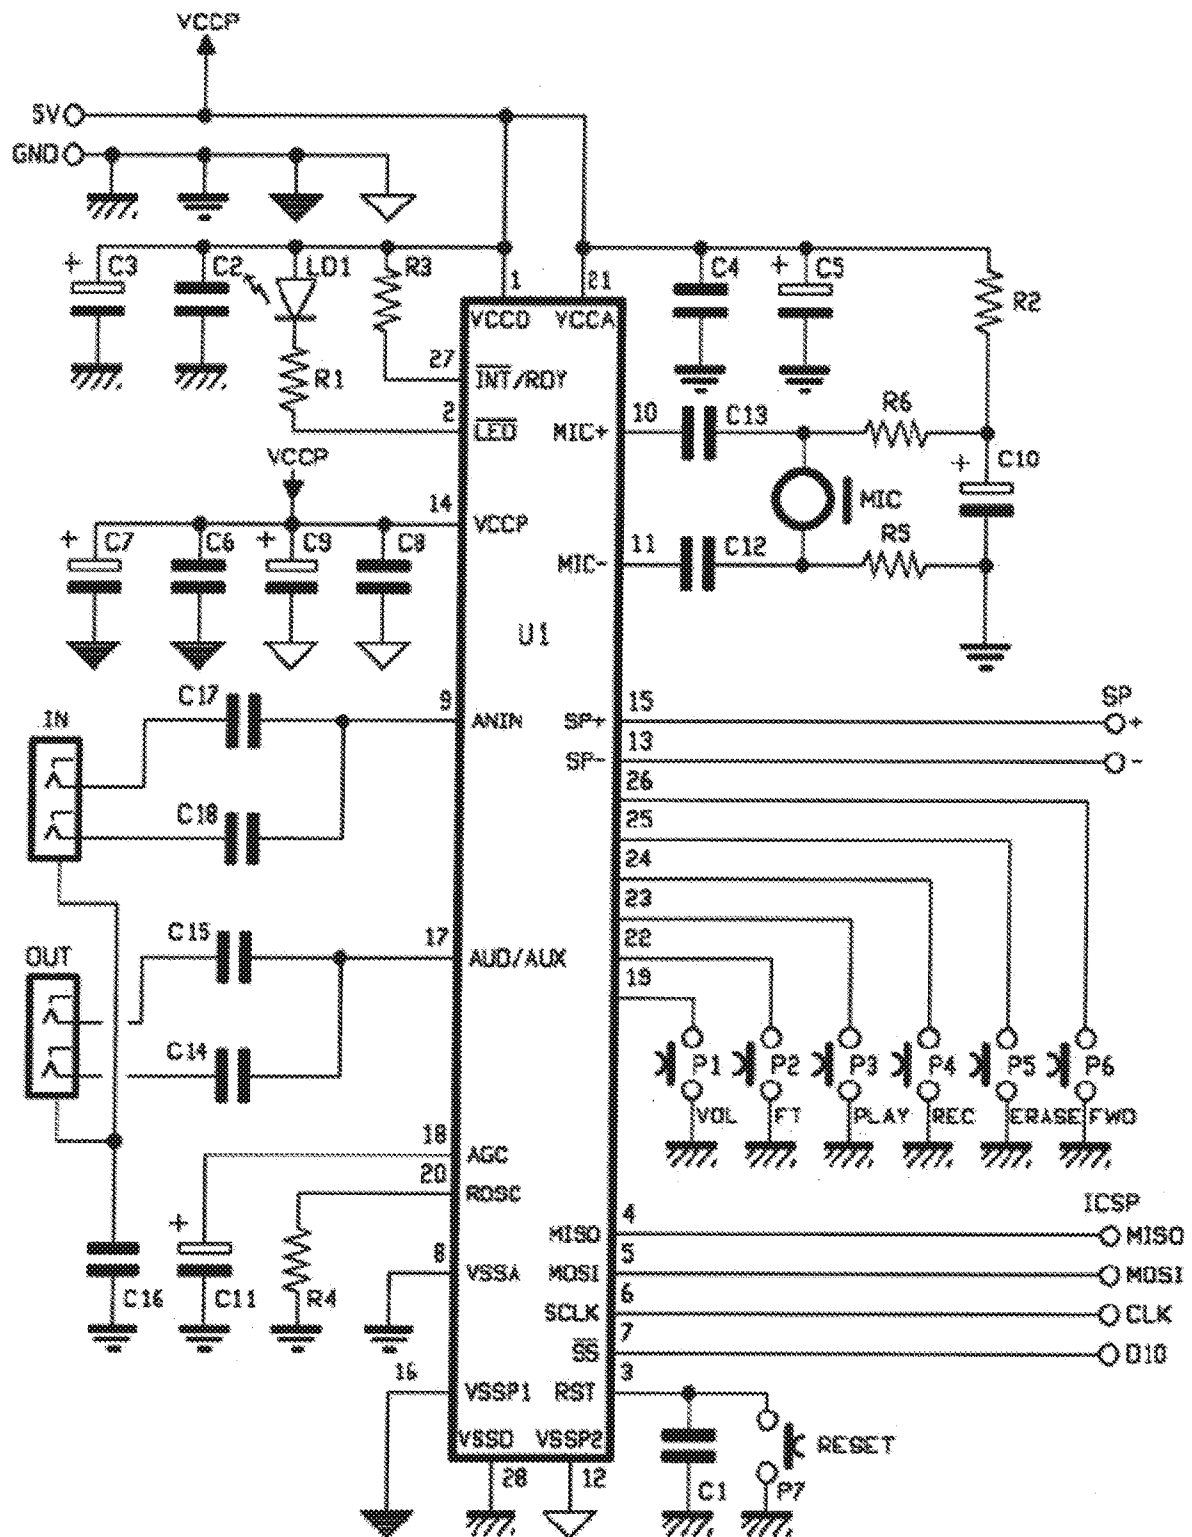 VCCP
5V
GND
+ C3
C2
LD1
R3
1
21
C4
+ C5
R2
VCCD
VCCA
27
INT/RDY
R1
2
LED
10
MIC+
C13
R6
VCCP
+ C10
14
VCCP
MIC
+ C7
C6
+ C9
C8
11
MIC-
C12
R5
U1
IN
C17
9
ANIN
15
SP+
SP
+
13
SP-
-
26
C18
25
24
23
OUT
C15
17
AUD/AUX
22
19
C14
P1
P2
P3
P4
P5
P6
VOL
FT
PLAY
REC
ERASE
FWD
18
AGC
20
ROSC
ICSP
4
MISO
MISO
5
MOSI
MOSI
+
C16
C11
R4
8
VSSA
6
SCLK
CLK
7
SS
D10
16
VSSP1
3
RST
VSSD
VSSP2
RESET
28
12
C1
P7